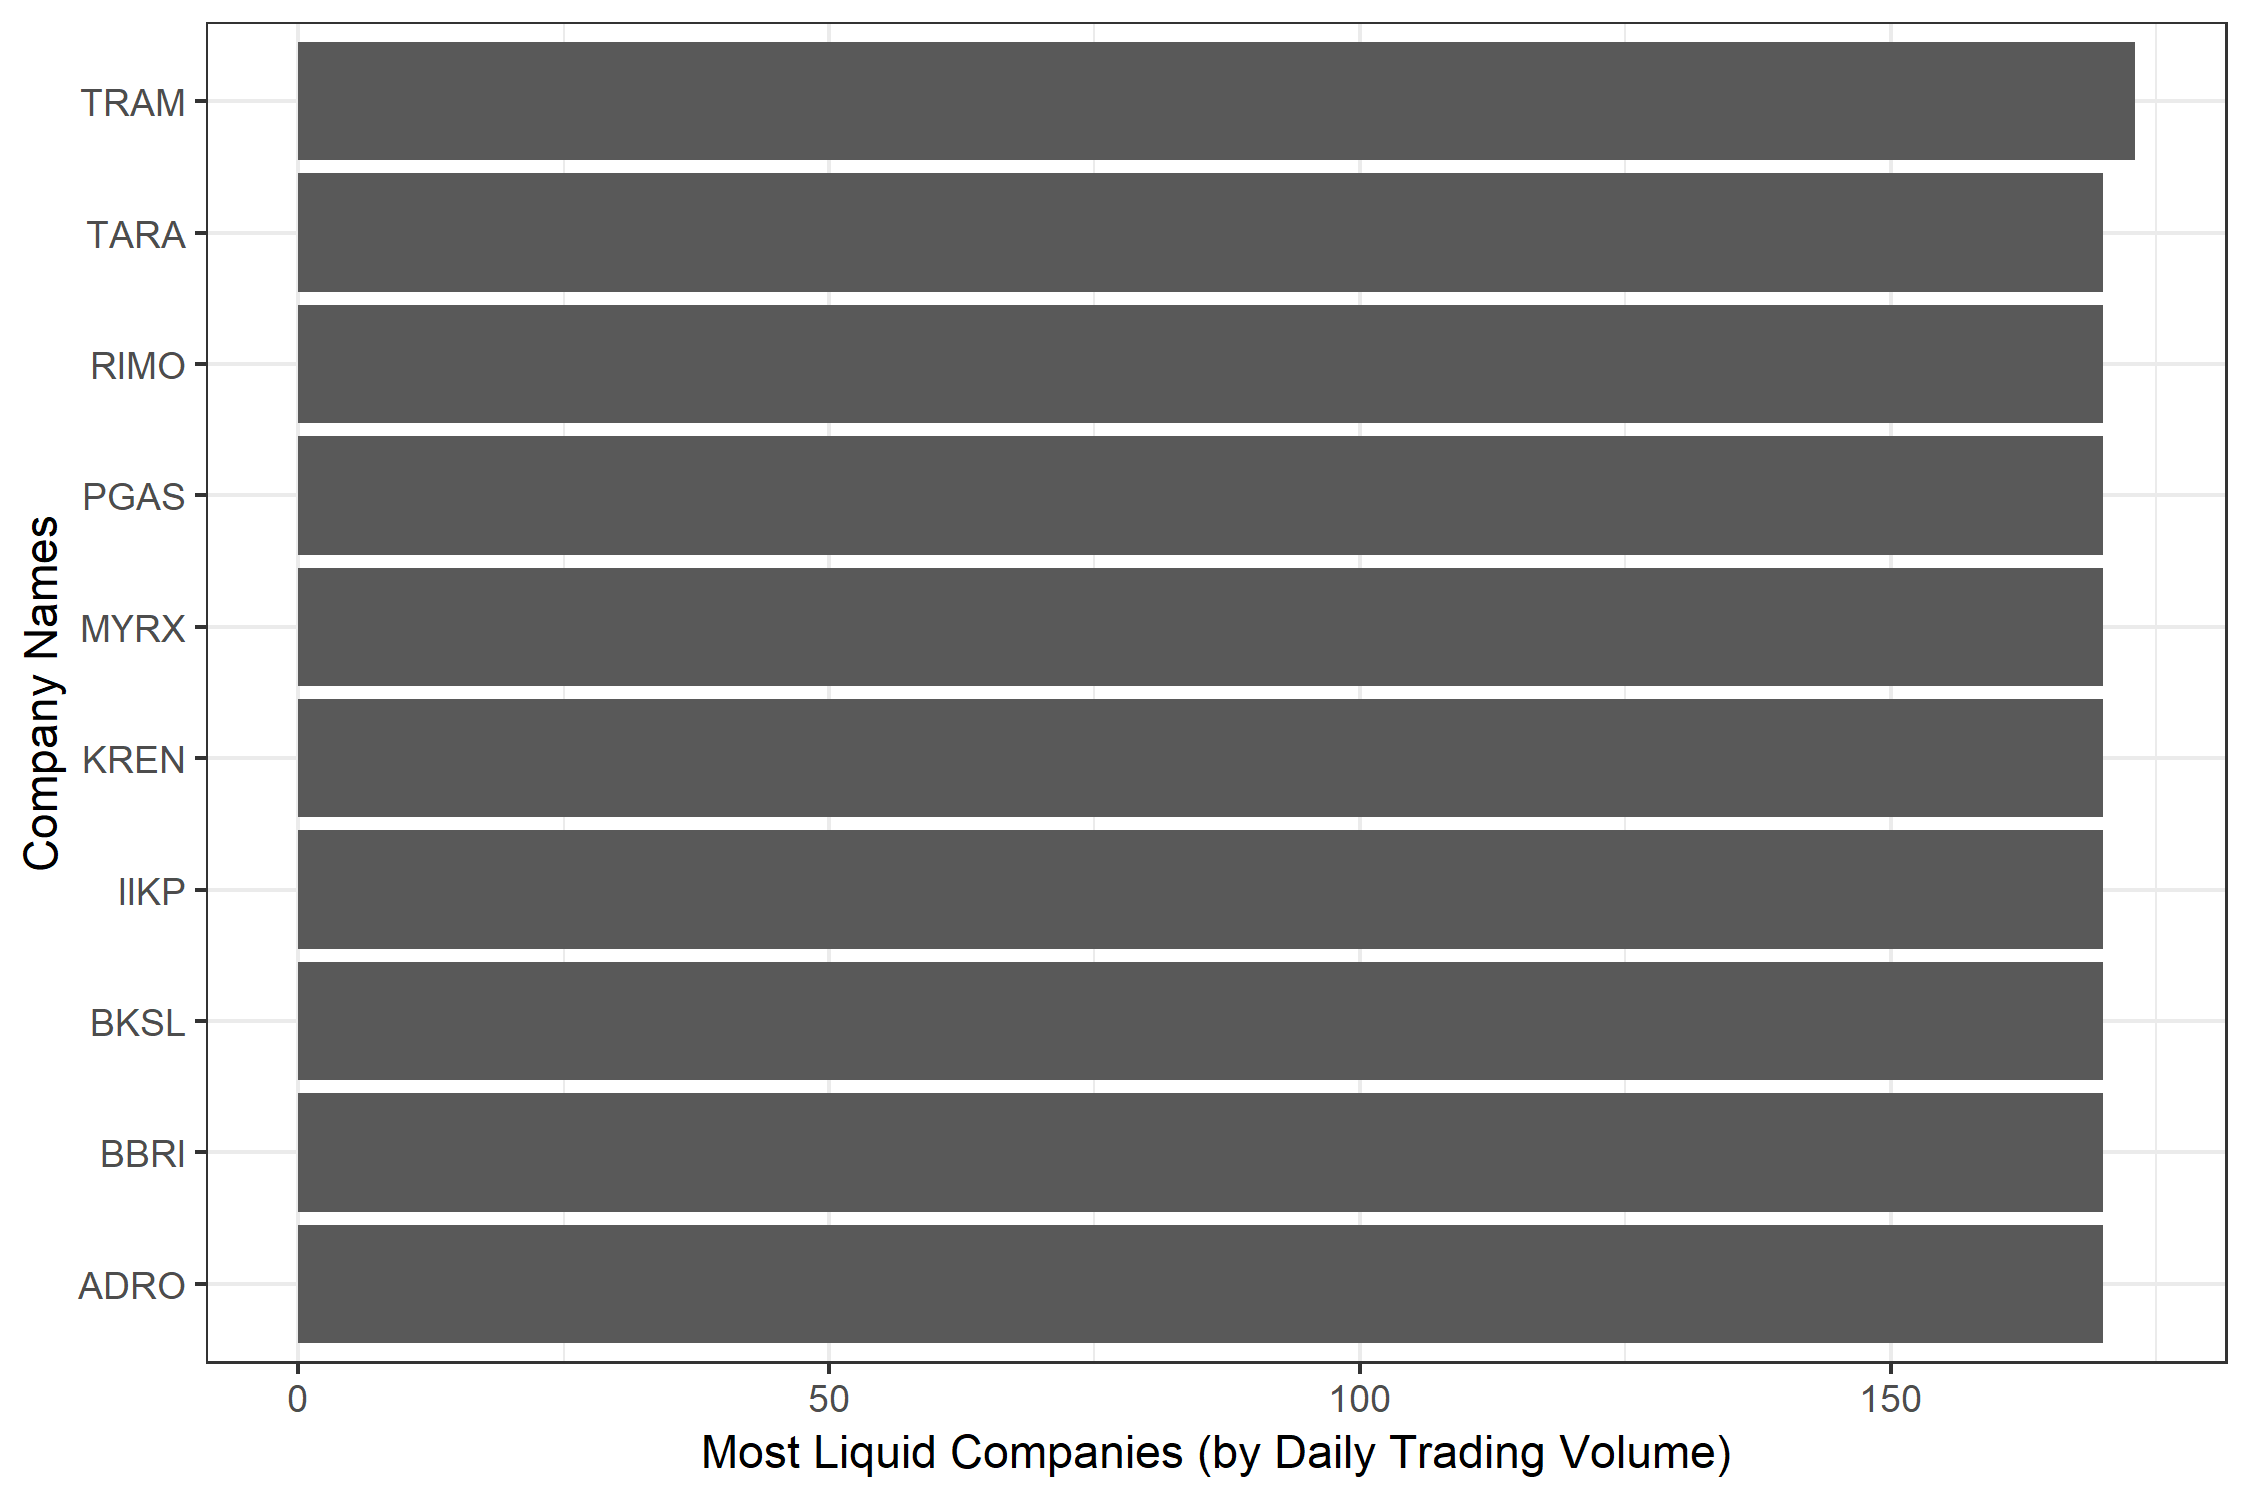 Company Names
TRAM
TARA
RIMO
PGAS
MYRX
KREN
IIKP
BKSL
BBRI
ADRO
0 50 100 150
Most Liquid Companies (by Daily Trading Volume)